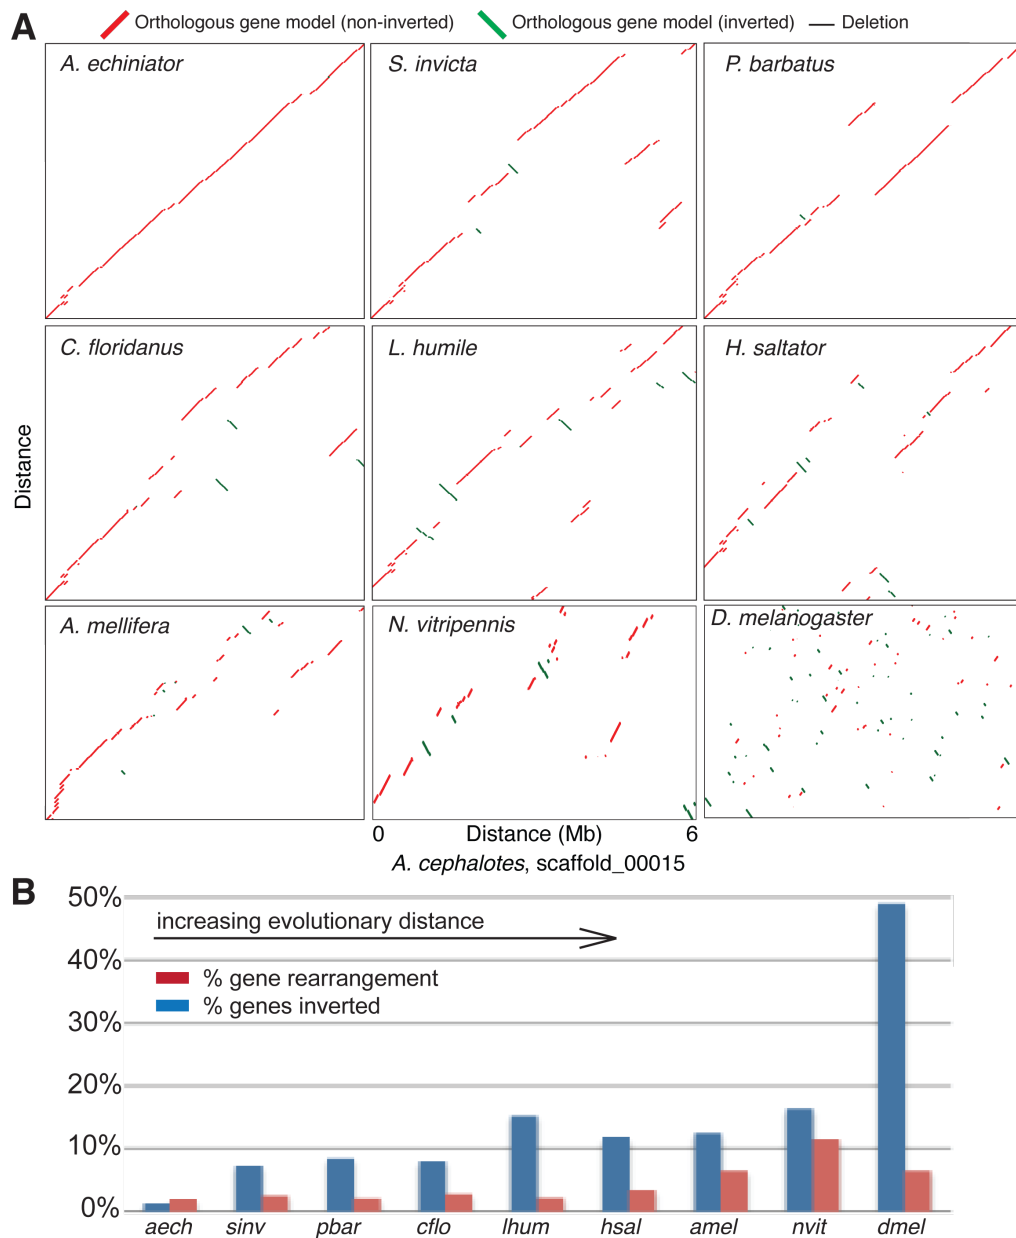 A
Orthologous gene model (non-inverted) Orthologous gene model (inverted) Deletion
A. echiniator S. invicta P. barbatus
C. floridanus L. humile H. saltator
Distance
A. mellifera N. vitripennis D. melanogaster
0 Distance (Mb) 6
A. cephalotes, scaffold_00015
B
50%
increasing evolutionary distance
40%
% gene rearrangement
% genes inverted
30%
20%
10%
0%
aech sinv pbar cflo lhum hsal amel nvit dmel